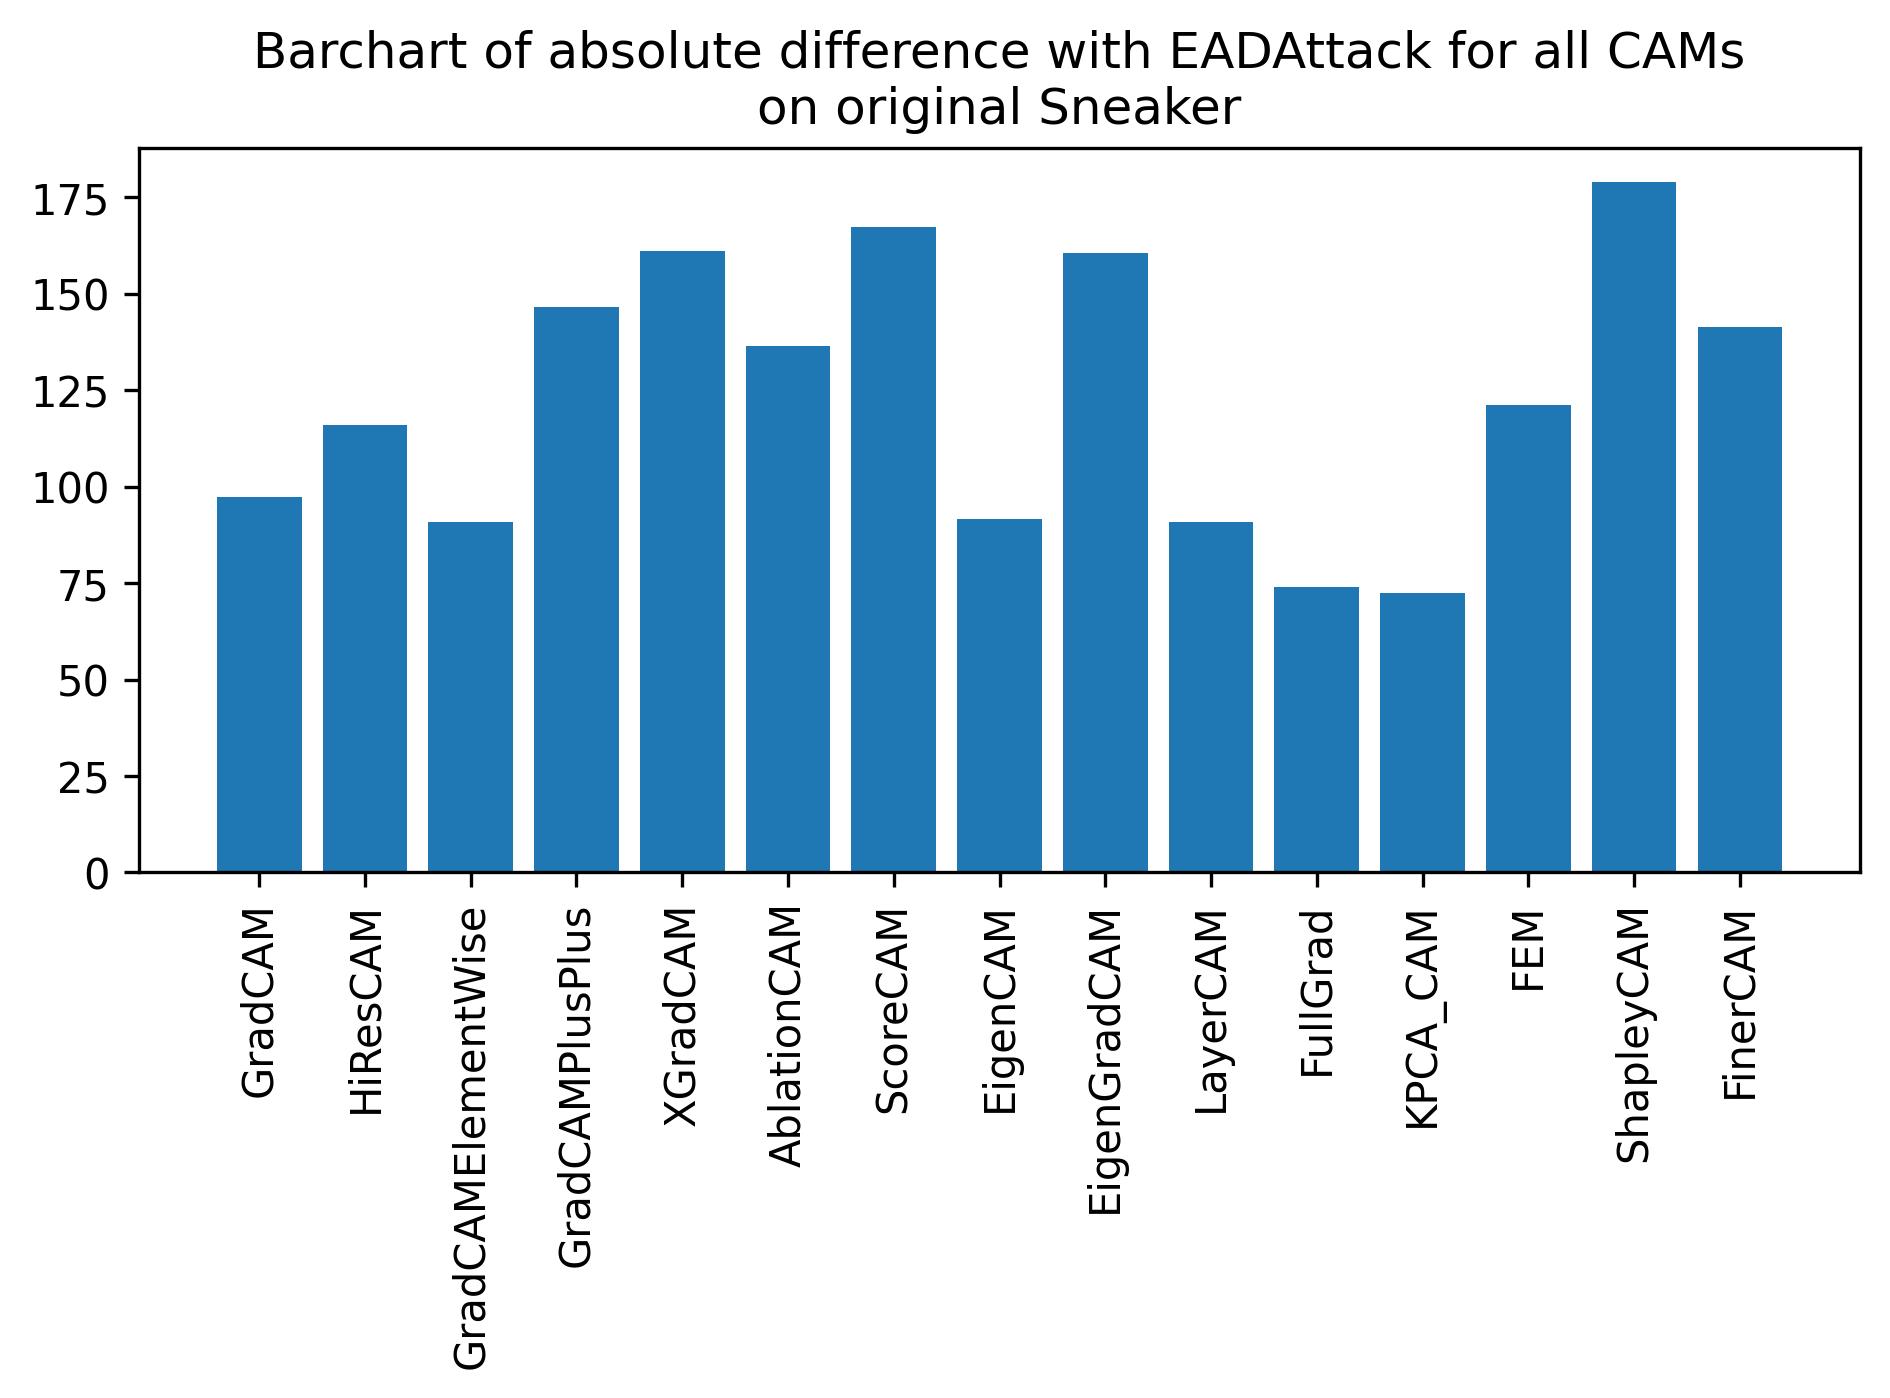 Barchart of absolute difference with EADAttack for all CAMs
on original Sneaker
175
150
125
100
75
50
25
0
GradCAM
HiResCAM
GradCAMElementWise
GradCAMPlusPlus
XGradCAM
AblationCAM
ScoreCAM
EigenCAM
EigenGradCAM
LayerCAM
FullGrad
KPCA_CAM
FEM
ShapleyCAM
FinerCAM